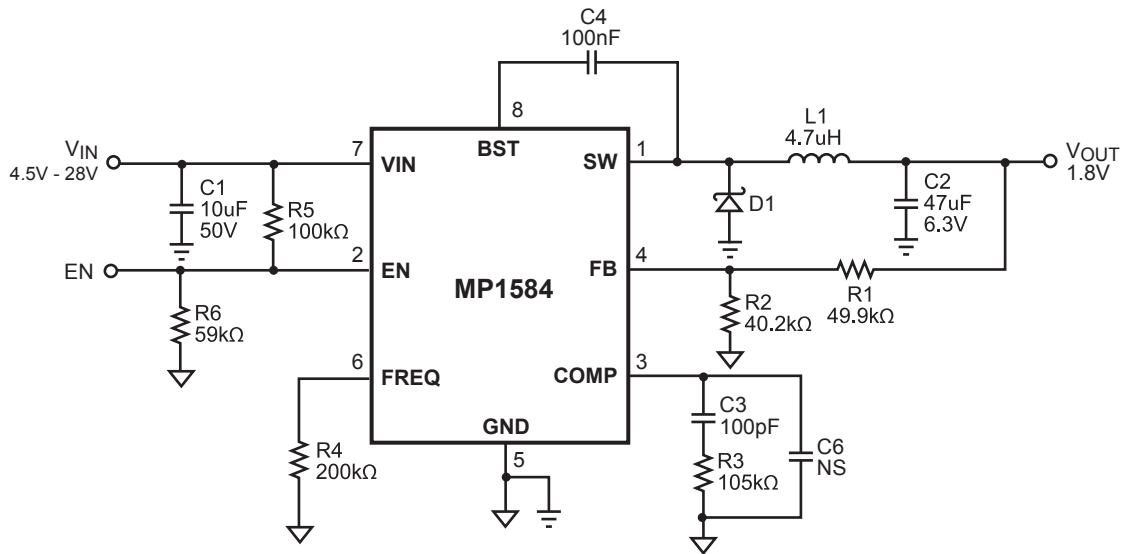 C4
100nF
8
BST
VIN
4.5V - 28V
7
VIN
SW
1
L1
4.7uH
VOUT
1.8V
C1
10uF
50V
R5
100kΩ
D1
C2
47uF
6.3V
EN
2
EN
MP1584
FB
4
R1
49.9kΩ
R2
40.2kΩ
R6
59kΩ
6
FREQ
COMP
3
R4
200kΩ
GND
5
C3
100pF
R3
105kΩ
C6
NS